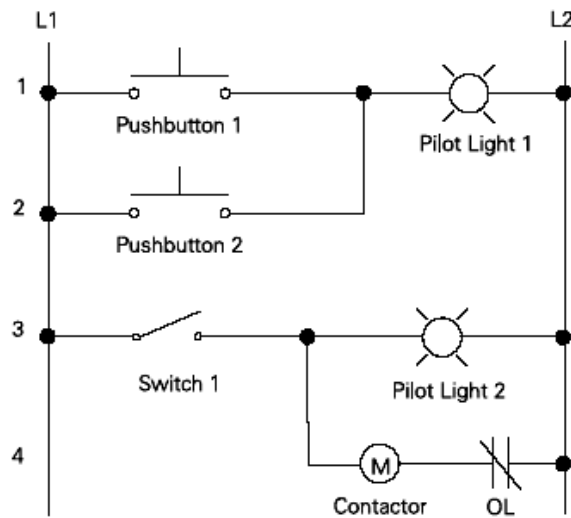 L1
L2
1
Pushbutton 1
Pilot Light 1
2
Pushbutton 2
3
Switch 1
Pilot Light 2
4
M
Contactor
OL